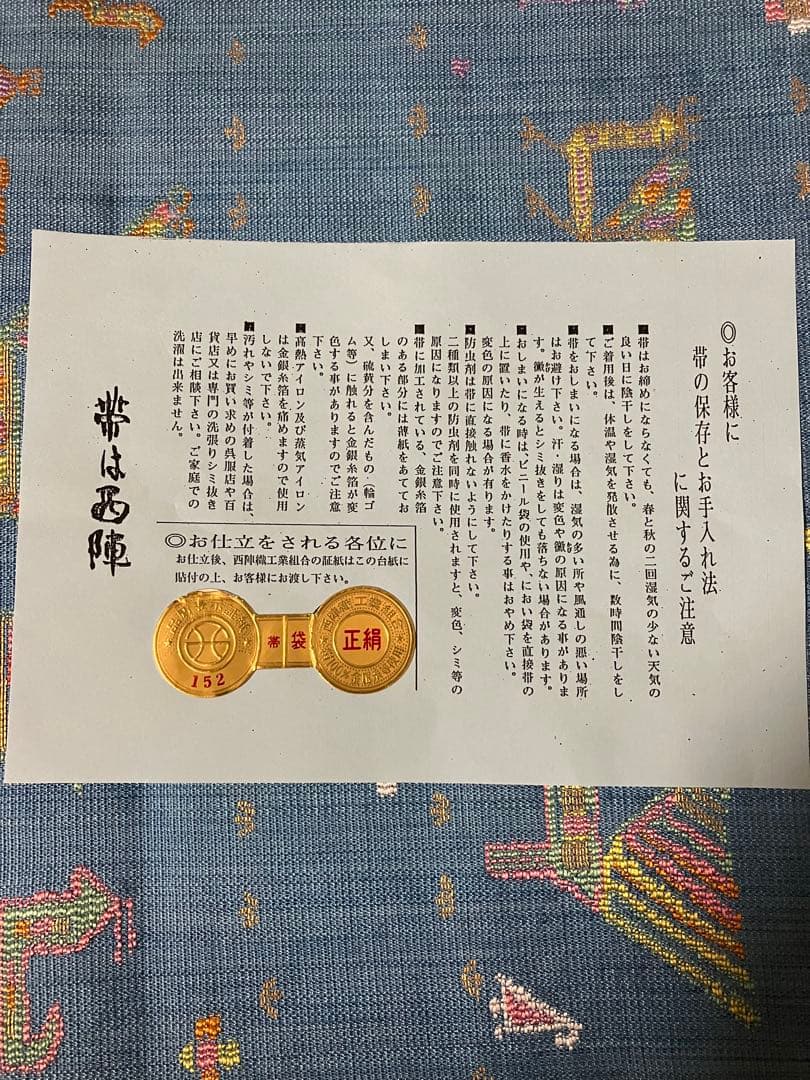 ◎お客様に
帯の保存とお手入れ法
に関するご注意
■帯はお締めにならなくても、春と秋の二回湿気の少ない天気の
良い日に陰干しをして下さい。
■ご着用後は、体温や湿気を発散させる為に、数時間陰干しをし
て下さい。
■帯をおしまいになる場合は、湿気の多い所や風通しの悪い場所
はお避け下さい。汗・湿りは変色や黴の原因になる事がありま
す。黴が生えるとシミ抜きをしても落ちない場合があります。
■おしまいになる時は、ビニール袋の使用や、におい袋を直接帯の
上に置いたり、帯に香水をかけたりする事はおやめ下さい。
変色の原因になる場合が有ります。
■防虫剤は帯に直接触れないようにして下さい。
二種類以上の防虫剤を同時に使用されますと、変色、シミ等の
原因になりますのでご注意下さい。
■帯に加工されている、金銀糸箔
のある部分には薄紙をあててお
しまい下さい。
又、硫黄分を含んだもの（輪ゴ
ム等）に触れると金銀糸箔が変
色する事がありますのでご注意
下さい。
■高熱アイロン及び蒸気アイロン
は金銀糸箔を痛めますので使用
しないで下さい。
■汚れやシミ等が付着した場合は、
早めにお買い求めの呉服店や百
貨店又は専門の洗張りシミ抜き
店にご相談下さい。ご家庭での
洗濯は出来ません。
帯は西陣
◎お仕立をされる各位に
お仕立後、西陣織工業組合の証紙はこの台紙に
貼付の上、お客様にお渡し下さい。
152
帯
袋
正絹